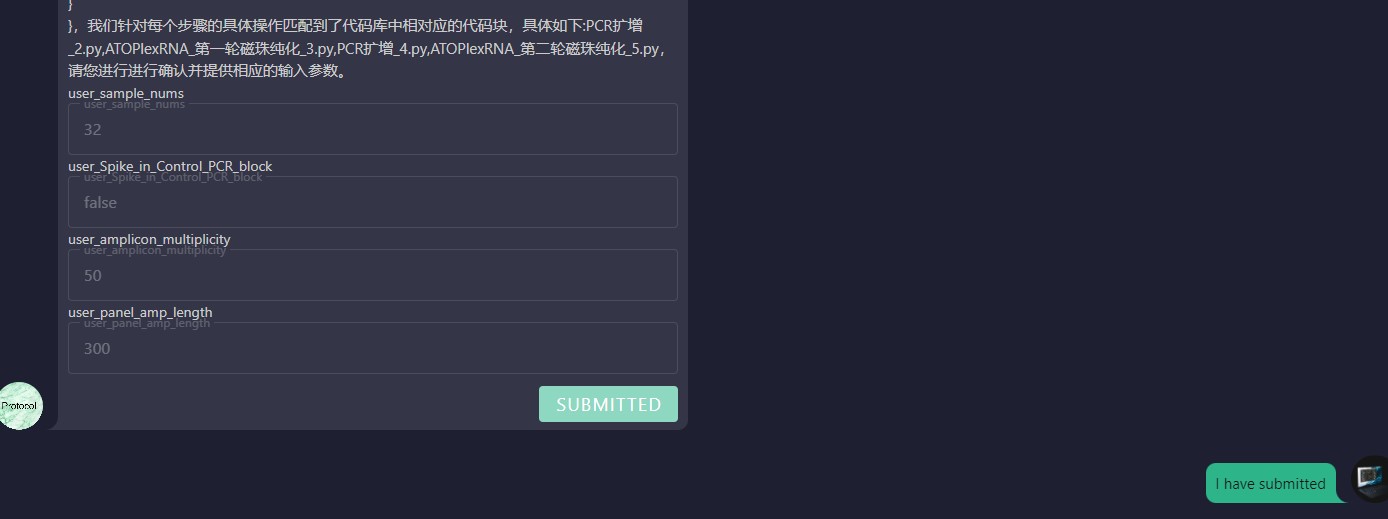 }
}，我们针对每个步骤的具体操作匹配到了代码库中相对应的代码块，具体如下:PCR扩增
_2.py,ATOPlexRNA_第一轮磁珠纯化_3.py,PCR扩增_4.py,ATOPlexRNA_第二轮磁珠纯化_5.py，
请您进行进行确认并提供相应的输入参数。
user_sample_nums
user_sample_nums
32
user_Spike_in_Control_PCR_block
user_Spike_in_Control_PCR_block
false
user_amplicon_multiplicity
user_amplicon_multiplicity
50
user_panel_amp_length
user_panel_amp_length
300
Protocol
SUBMITTED
I have submitted